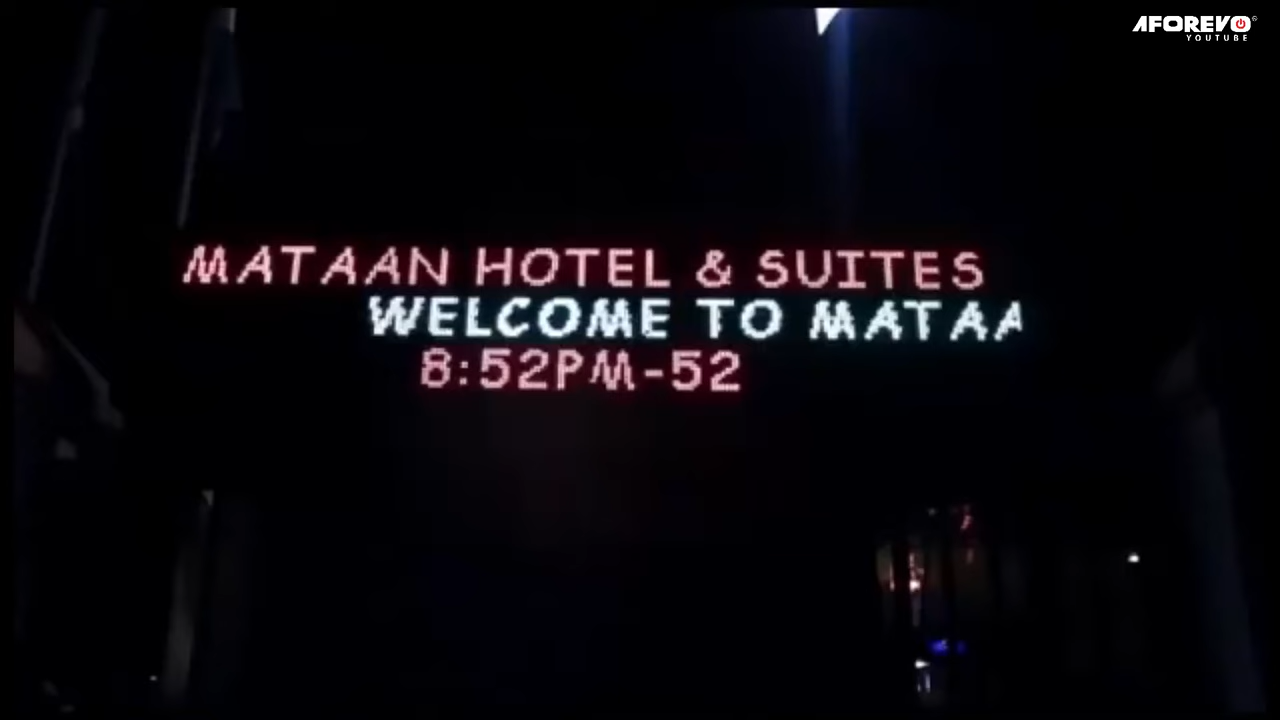 AFOREVO
YOUTUBE
MATAAN HOTEL & SUITES
WELCOME TO MATAA
8:52PM-52